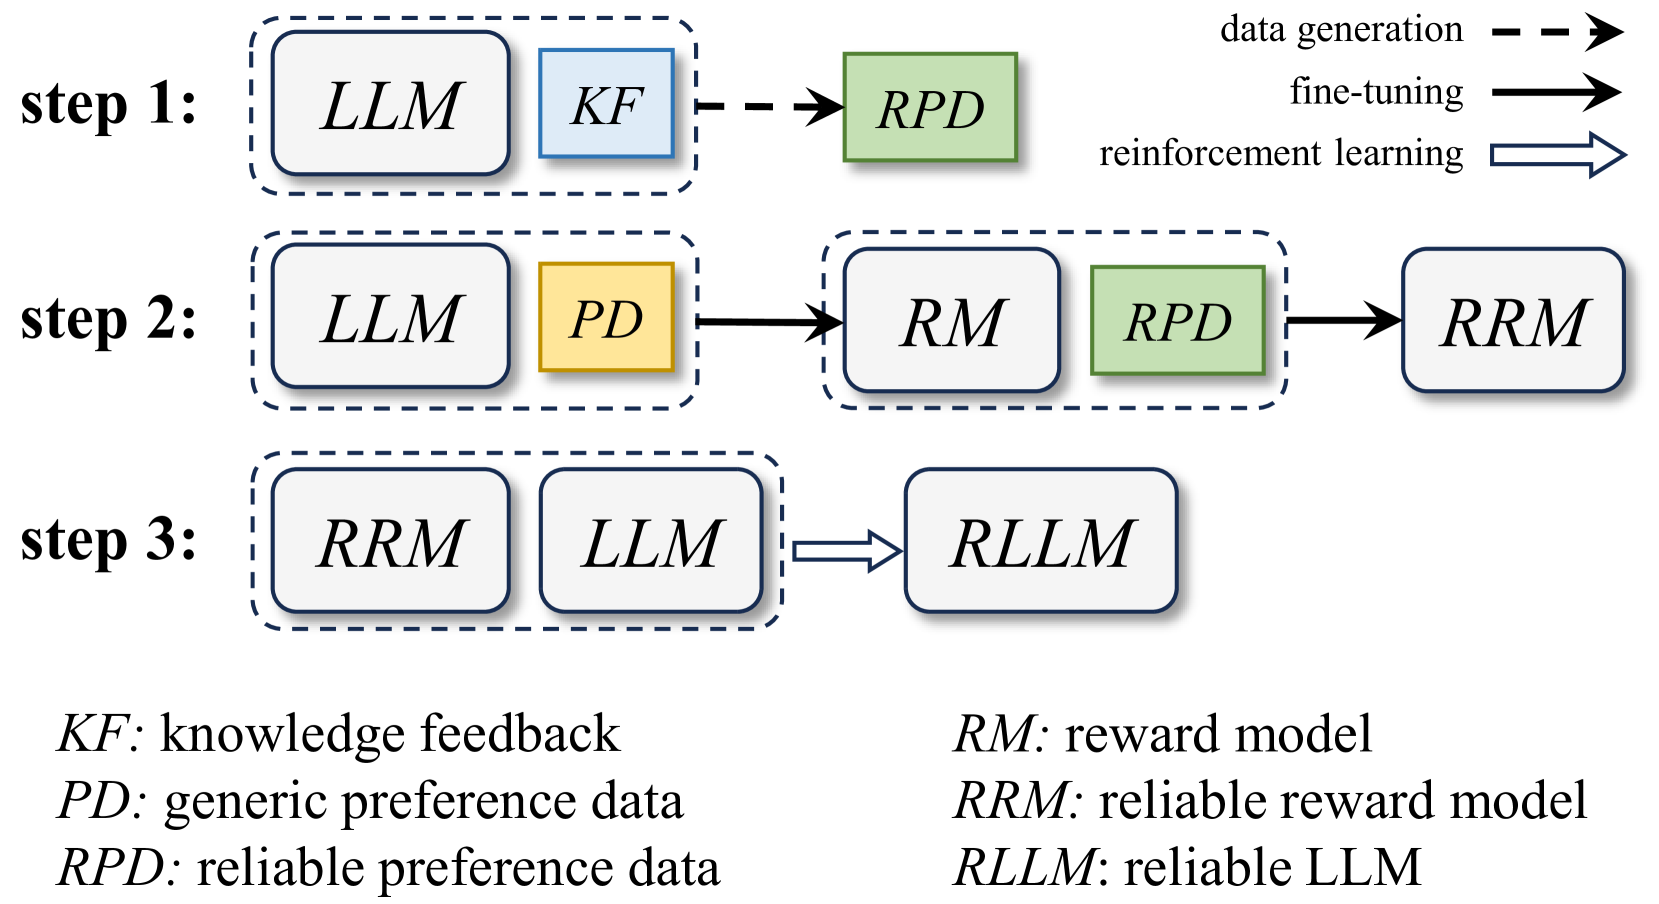 step 1: LLM KF RPD
data generation
fine-tuning
reinforcement learning
step 2: LLM PD RM RPD RRM
step 3: RRM LLM RLLM
KF: knowledge feedback
PD: generic preference data
RPD: reliable preference data
RM: reward model
RRM: reliable reward model
RLLM: reliable LLM